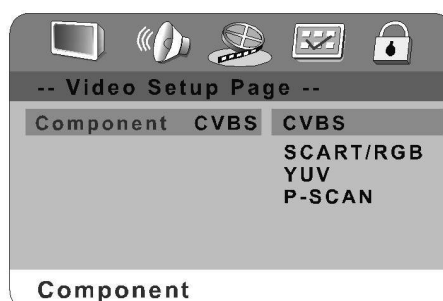 -- Video Setup Page --
Component CVBS CVBS
SCART/RGB
YUV
P-SCAN
Component